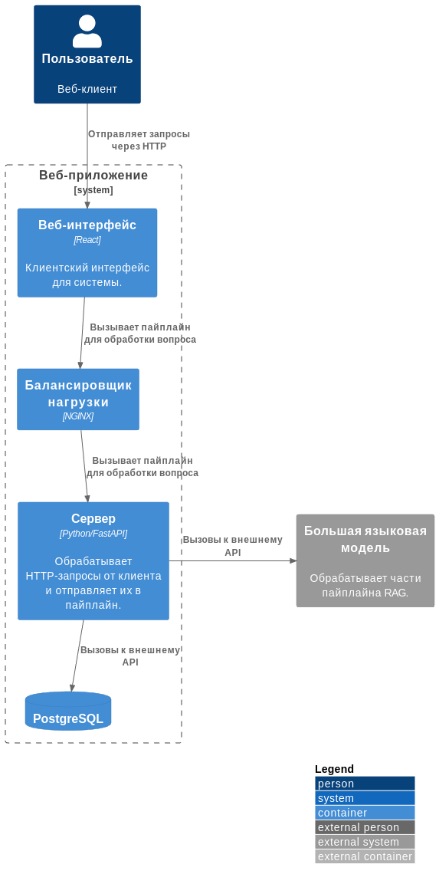 Пользователь
Веб-клиент
Отправляет запросы
через HTTP
Веб-приложение
[system]
Веб-интерфейс
[React]
Клиентский интерфейс
для системы.
Вызывает пайплайн
для обработки вопроса
Балансировщик
нагрузки
[NGINX]
Вызывает пайплайн
для обработки вопроса
Сервер
[Python/FastAPI]
Обрабатывает
HTTP-запросы от клиента
и отправляет их в
пайплайн.
Вызовы к внешнему
API
Большая языковая
модель
Обрабатывает части
пайплайна RAG.
Вызовы к внешнему
API
PostgreSQL
Legend
person
system
container
external person
external system
external container